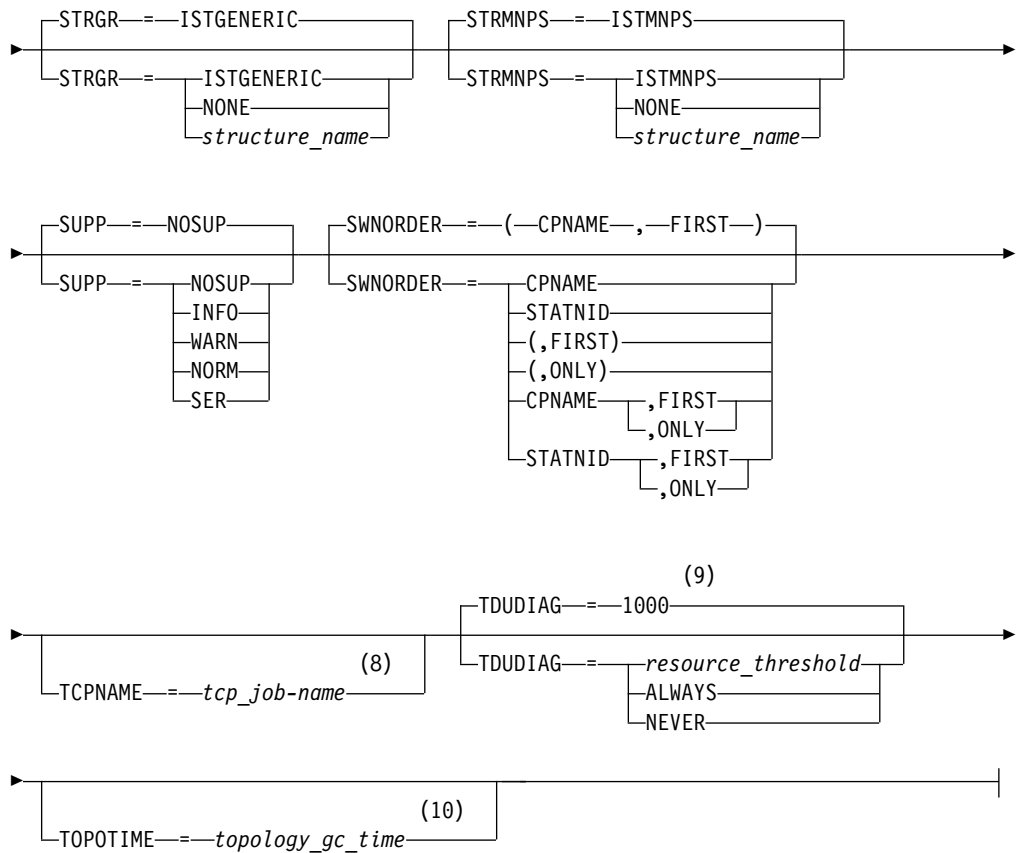 STRGR = ISTGENERIC STRMNPS = ISTMNPS
STRGR = ISTGENERIC STRMNPS = ISTMNPS
NONE NONE
structure_name structure_name
SUPP = NOSUP SWNORDER = ( CPNAME , FIRST )
SUPP = NOSUP SWNORDER = CPNAME
INFO STATNID
WARN (,FIRST)
NORM (,ONLY)
SER CPNAME ,FIRST
,ONLY
STATNID ,FIRST
,ONLY
(9)
TDUDIAG = 1000
(8) TDUDIAG = resource_threshold
TCPNAME = tcp_job-name ALWAYS
NEVER
(10)
TOPOTIME = topology_gc_time